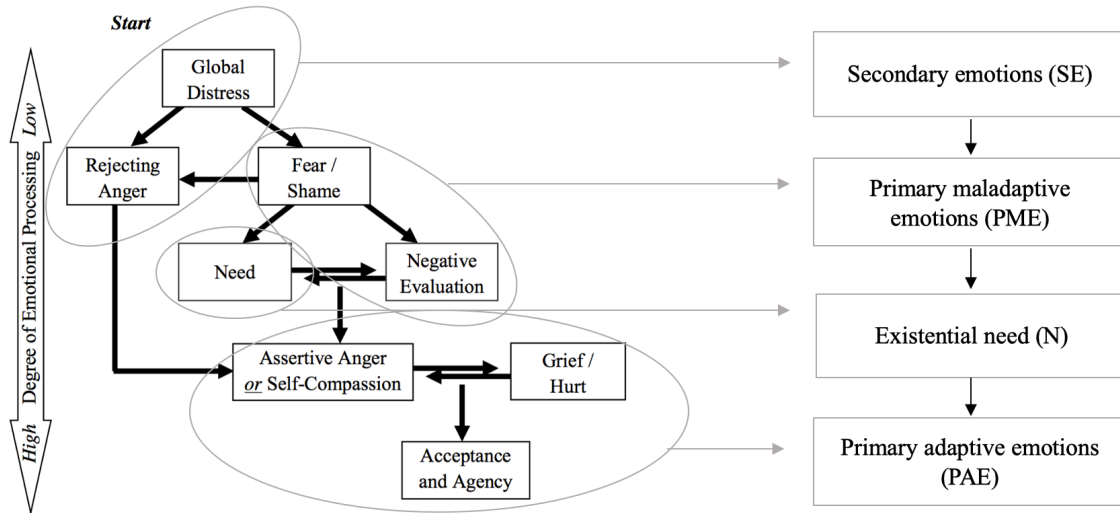 Start
Global
Distress
Rejecting
Anger
Fear /
Shame
Need
Negative
Evaluation
Assertive Anger
or Self-Compassion
Grief /
Hurt
Acceptance
and Agency
High Degree of Emotional Processing Low
Secondary emotions (SE)
Primary maladaptive
emotions (PME)
Existential need (N)
Primary adaptive emotions
(PAE)